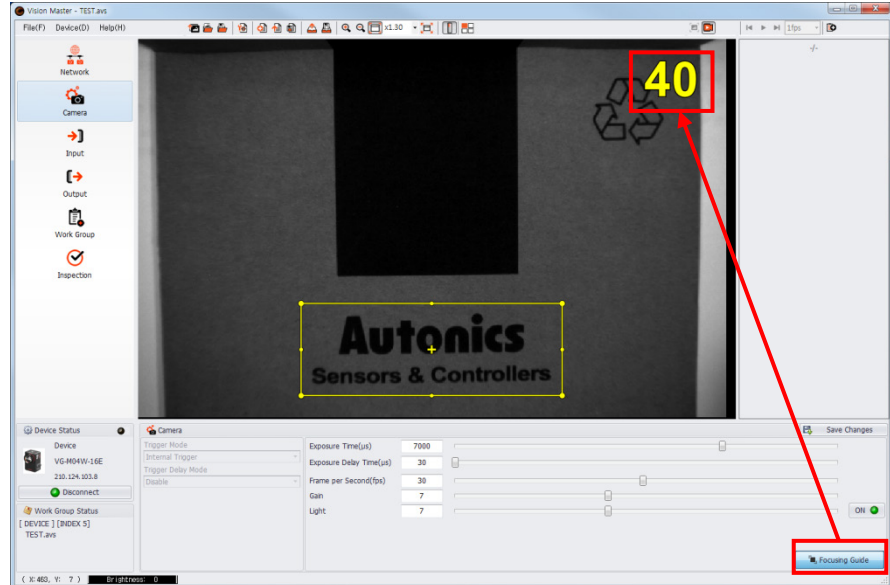 Vision Master - TEST.avs
File(F) Device(D) Help(H)
x1.30
1fps
Network
Camera
Input
Output
Work Group
Inspection
40
-/-
Autonics
Sensors & Controllers
Device Status
Device
VG-M04W-16E
210.124.103.8
Disconnect
Work Group Status
[ DEVICE ] [INDEX 5]
TEST.avs
Camera
Save Changes
Trigger Mode
Internal Trigger
Trigger Delay Mode
Disable
Exposure Time(µs) 7000
Exposure Delay Time(µs) 30
Frame per Second(fps) 30
Gain 7
Light 7
ON
Focusing Guide
( X: 463, Y: 7 ) Brightness: 0